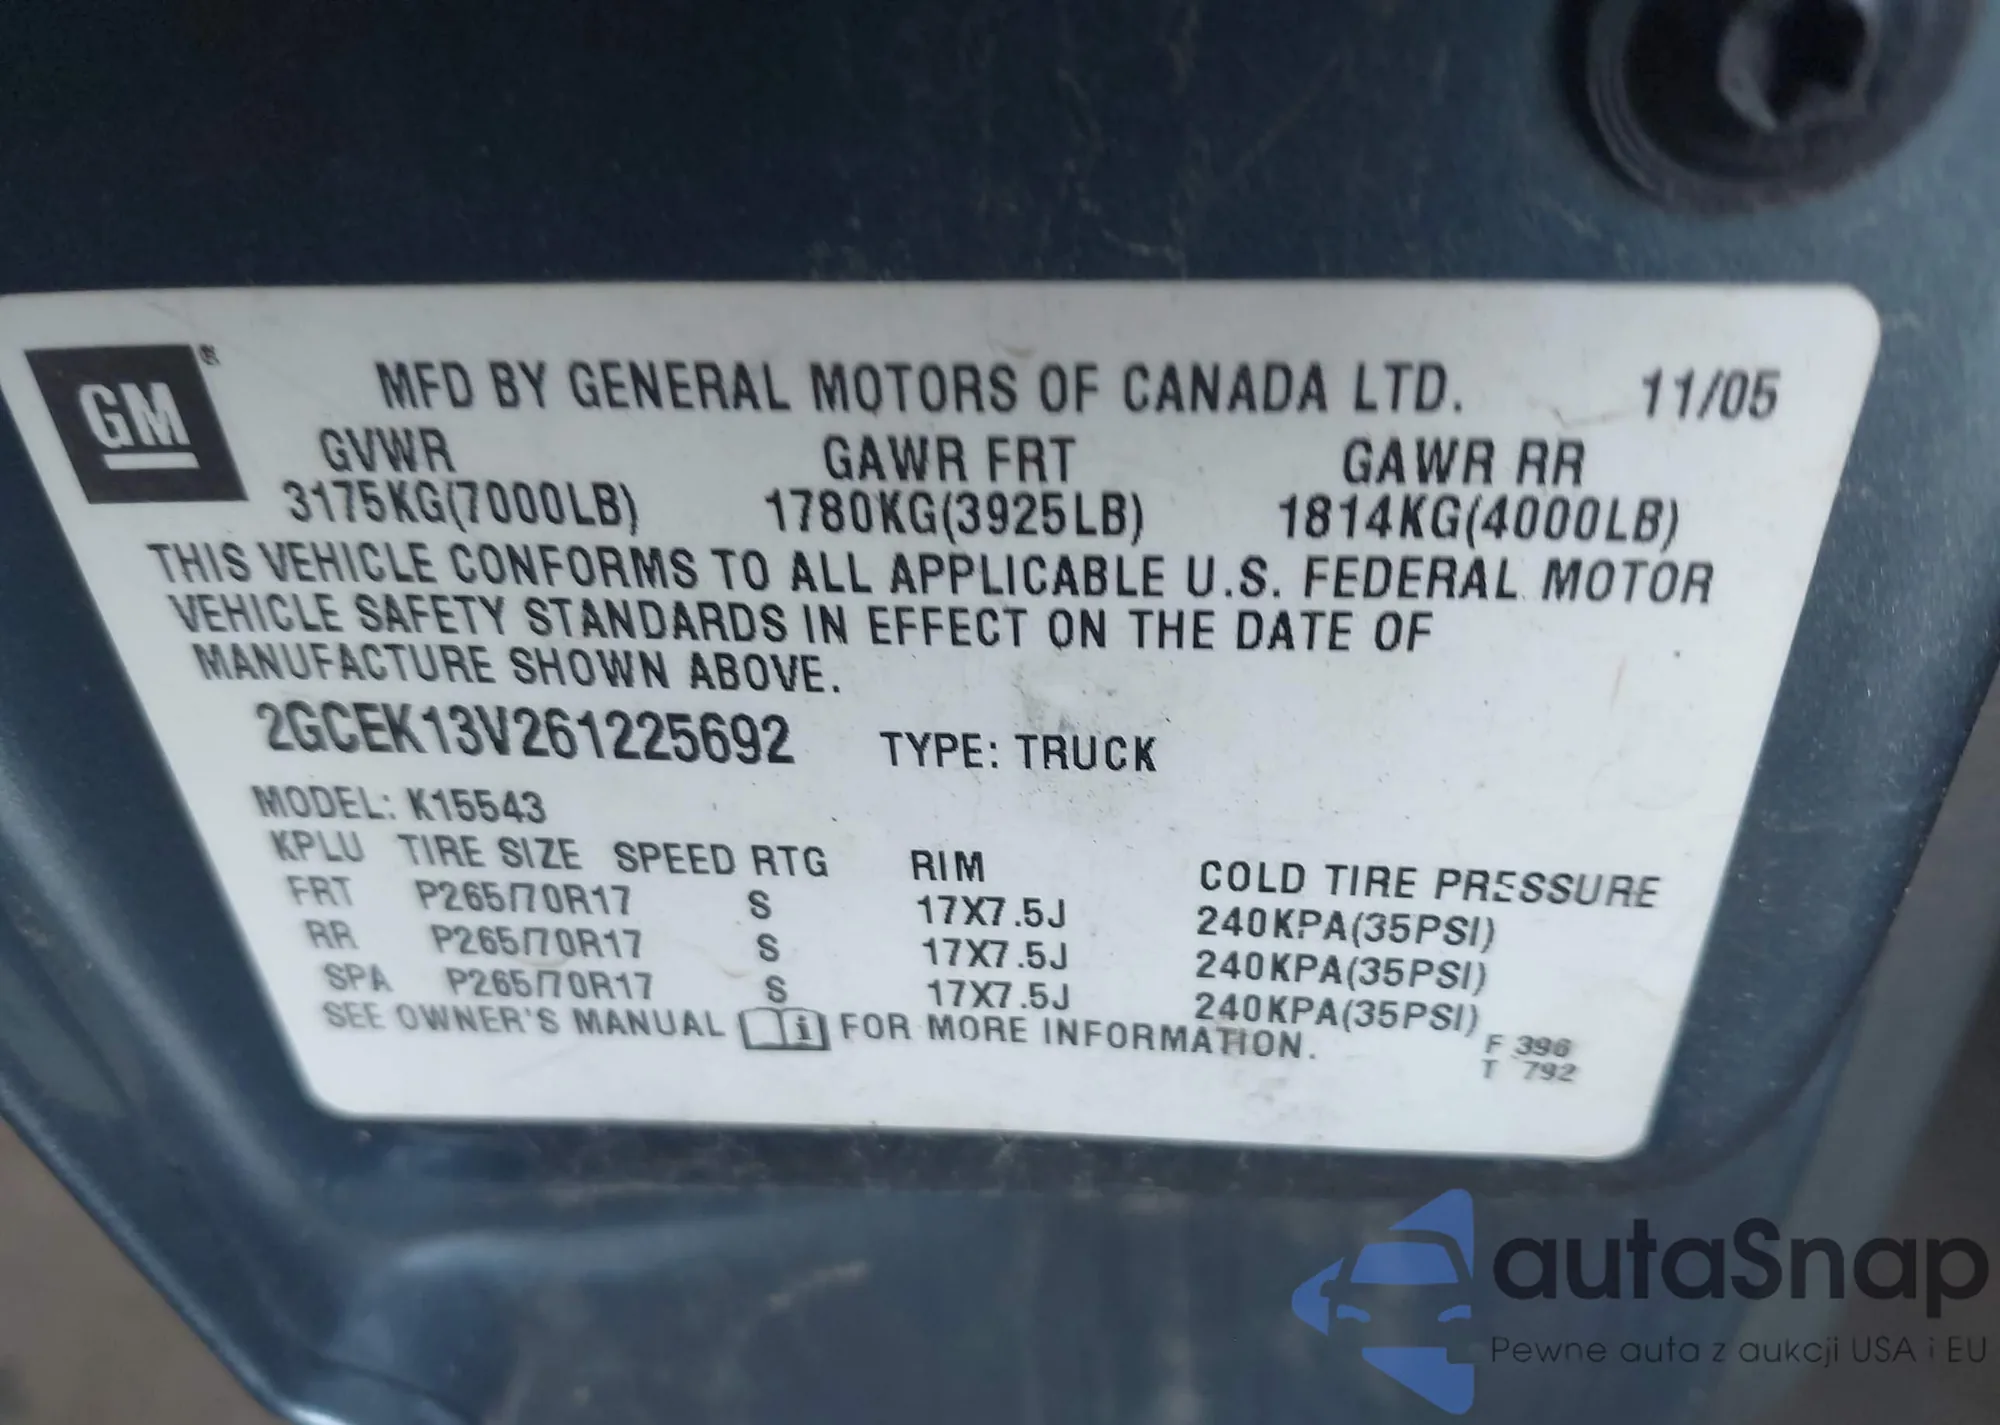 GM®
MFD BY GENERAL MOTORS OF CANADA LTD. 11/05
GVWR GAWR FRT GAWR RR
3175KG(7000LB) 1780KG(3925LB) 1814KG(4000LB)
THIS VEHICLE CONFORMS TO ALL APPLICABLE U.S. FEDERAL MOTOR
VEHICLE SAFETY STANDARDS IN EFFECT ON THE DATE OF
MANUFACTURE SHOWN ABOVE.
2GCEK13V261225692 TYPE: TRUCK
MODEL: K15543
KPLU TIRE SIZE SPEED RTG RIM COLD TIRE PRESSURE
FRT P265/70R17 S 17X7.5J 240KPA(35PSI)
RR P265/70R17 S 17X7.5J 240KPA(35PSI)
SPA P265/70R17 S 17X7.5J 240KPA(35PSI)
SEE OWNER'S MANUAL i FOR MORE INFORMATION.
F 396
T 792
autaSnap
Pewne auta z aukcji USA i EU